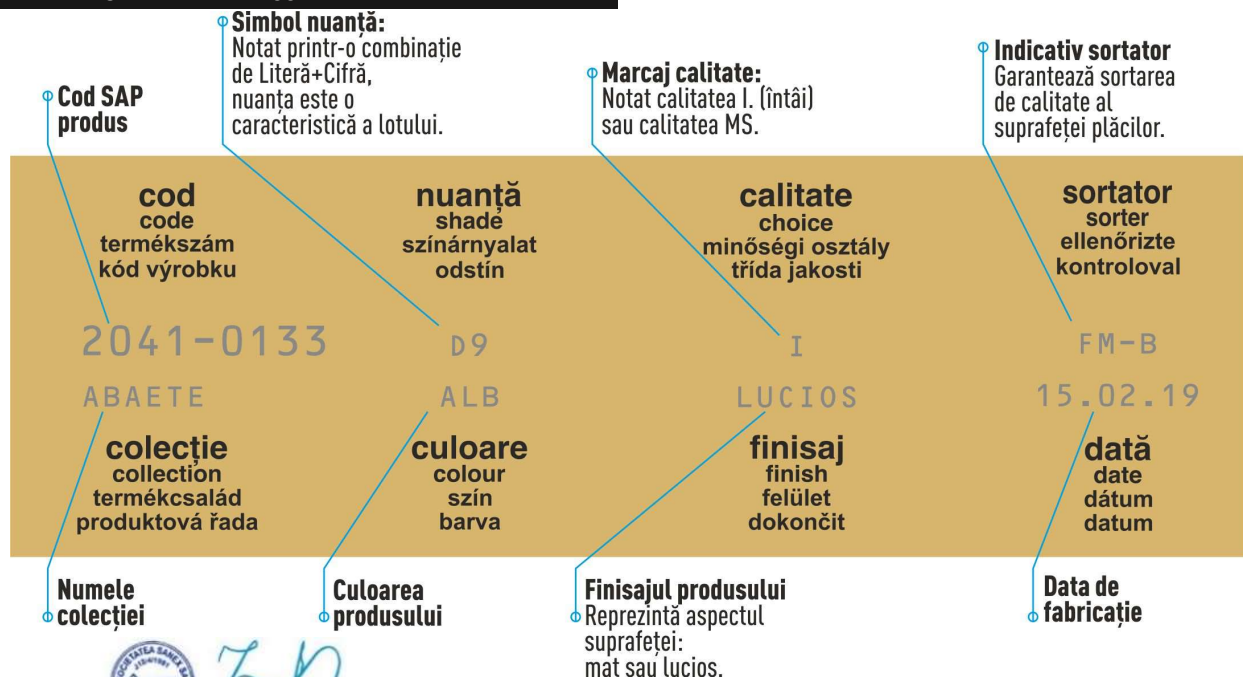 Simbol nuanță:
Notat printr-o combinație
de Literă+Cifră,
nuanța este o
caracteristică a lotului.
Cod SAP
produs
Marcaj calitate:
Notat calitatea I. (întâi)
sau calitatea MS.
Indicativ sortator
Garantează sortarea
de calitate al
suprafeței plăcilor.
cod
code
termékszám
kód výrobku
nuanță
shade
színárnyalat
odstín
calitate
choice
minőségi osztály
třída jakosti
sortator
sorter
ellenőrizte
kontroloval
2041-0133
D9
I
FM-B
ABAETE
ALB
LUCIOS
15.02.19
colecție
collection
termékcsalád
produktová řada
culoare
colour
szín
barva
finisaj
finish
felület
dokončit
dată
date
dátum
datum
Numele
colecției
Culoarea
produsului
Finisajul produsului
Reprezintă aspectul
suprafeței:
mat sau lucios.
Data de
fabricație
SOCIETATEA SANEX